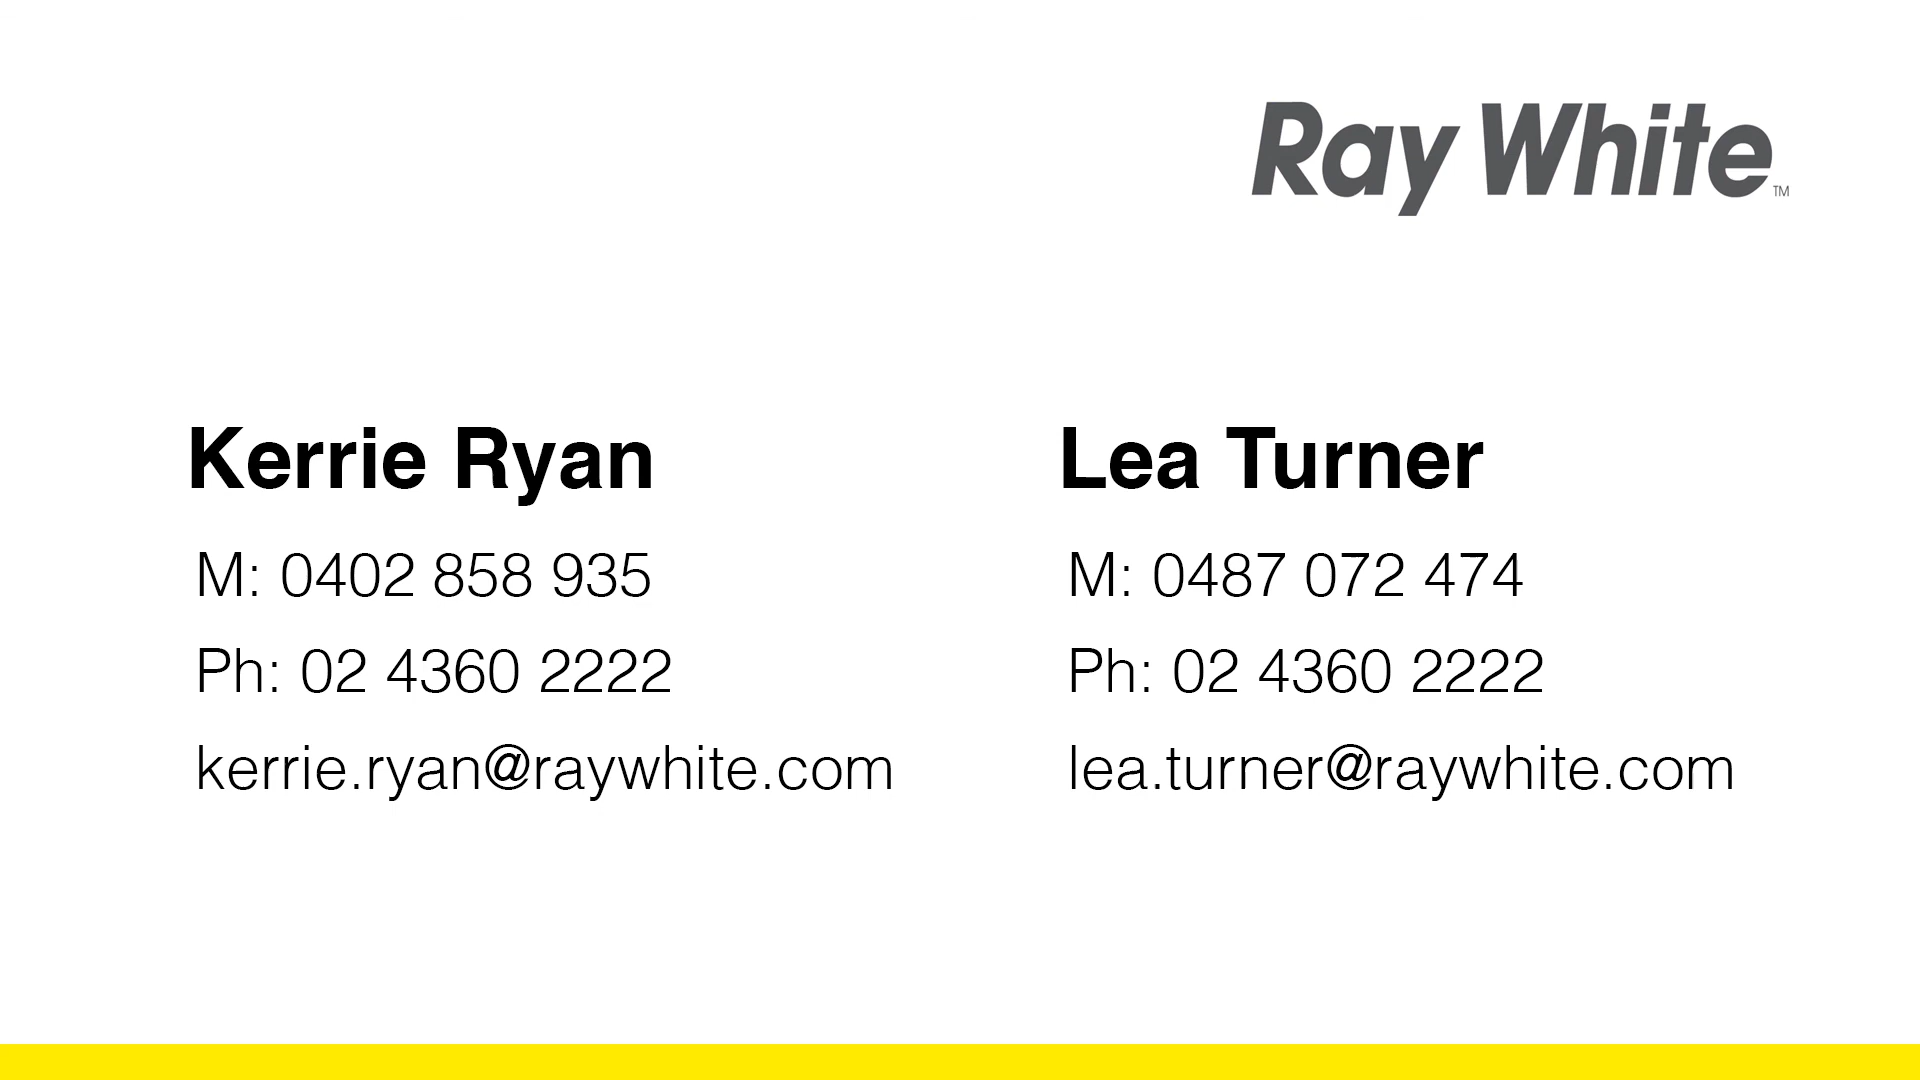 Ray White™
Kerrie Ryan
M: 0402 858 935
Ph: 02 4360 2222
kerrie.ryan@raywhite.com
Lea Turner
M: 0487 072 474
Ph: 02 4360 2222
lea.turner@raywhite.com